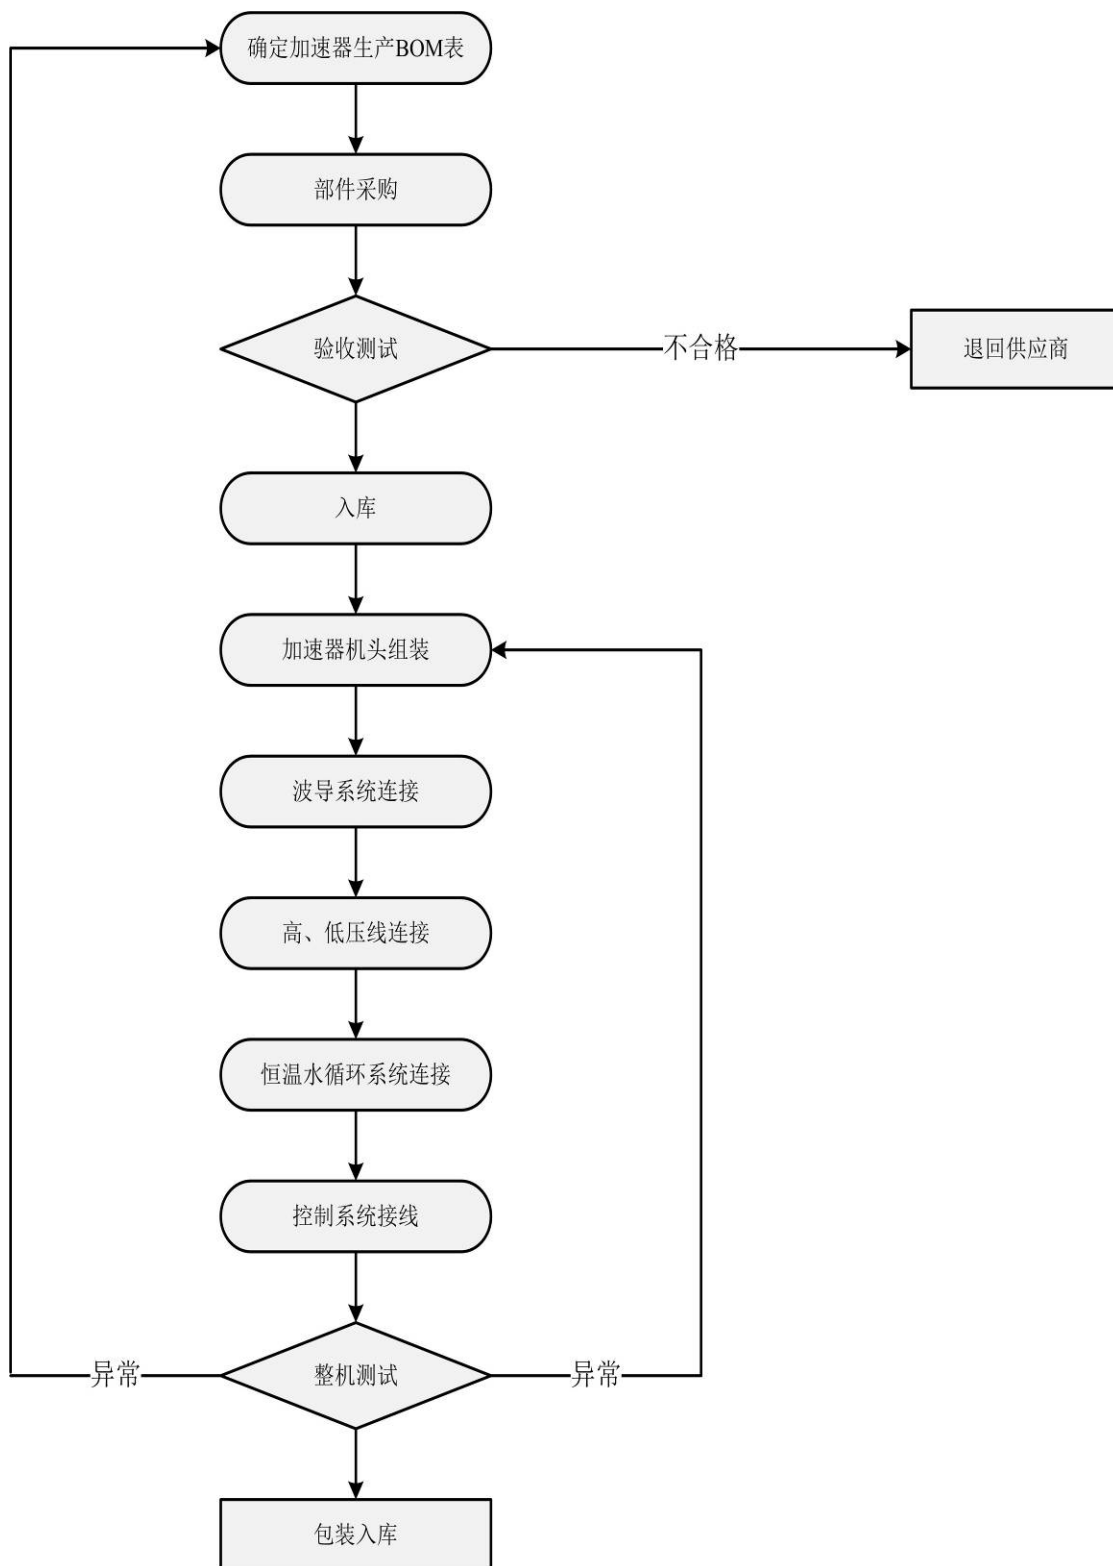 确定加速器生产BOM表
部件采购
验收测试
不合格
退回供应商
入库
加速器机头组装
波导系统连接
高、低压线连接
恒温水循环系统连接
控制系统接线
异常
整机测试
异常
包装入库